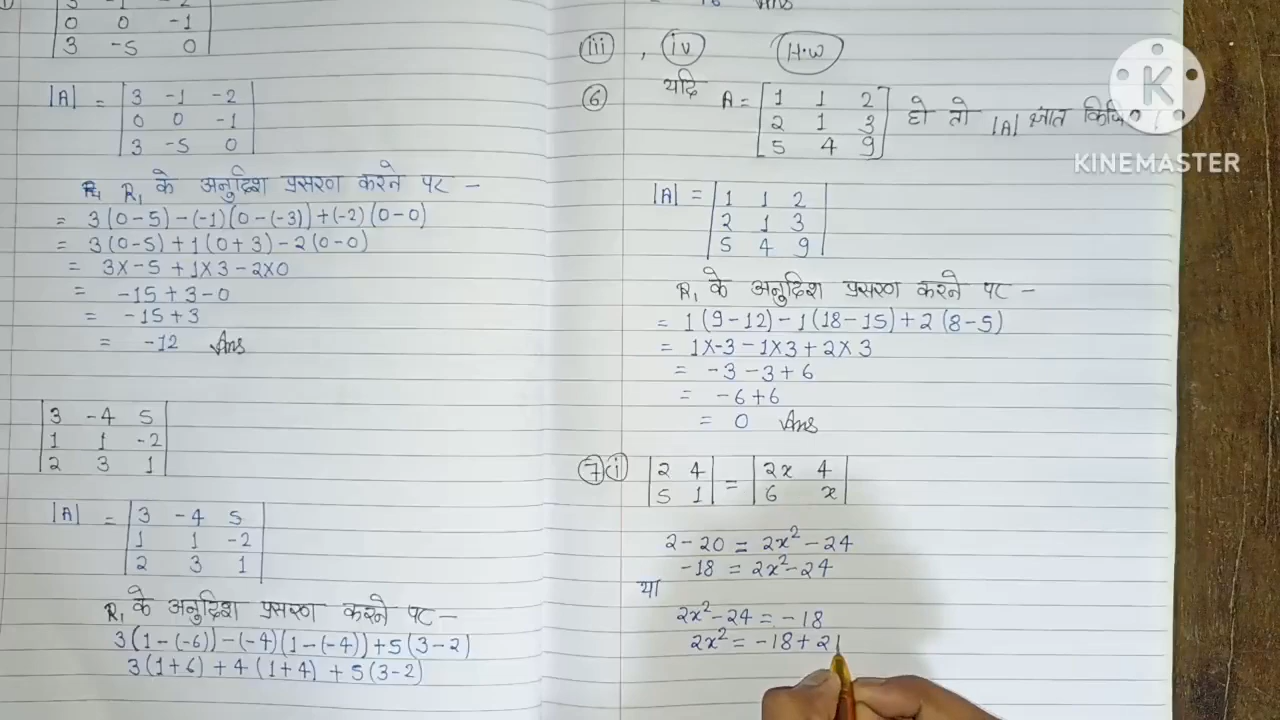 0 0 -1
3 -5 0
|A| = 3 -1 -2
0 0 -1
3 -5 0
R₁ के अनुदिश प्रसरण करने पर -
= 3(0-5)-(-1)(0-(-3))+(-2)(0-0)
= 3(0-5)+1(0+3)-2(0-0)
= 3×-5+1×3-2×0
= -15+3-0
= -15+3
= -12 Ans
3 -4 5
1 1 -2
2 3 1
|A| = 3 -4 5
1 1 -2
2 3 1
R₁ के अनुदिश प्रसरण करने पर -
3(1-(-6))-(-4)(1-(-4))+5(3-2)
3(1+6)+4(1+4)+5(3-2)
iii, iv H.W
6 यदि A = 1 1 2 हो तो |A| ज्ञात
2 1 3
5 4 9
K
KINEMASTER
|A| = 1 1 2
2 1 3
5 4 9
R₁ के अनुदिश प्रसरण करने पर -
= 1(9-12)-1(18-15)+2(8-5)
= 1×-3-1×3+2×3
= -3-3+6
= -6+6
= 0 Ans
7 i 2 4 = 2x 4
5 1 6 x
2-20 = 2x²-24
-18 = 2x²-24
या
2x²-24 = -18
2x² = -18+2